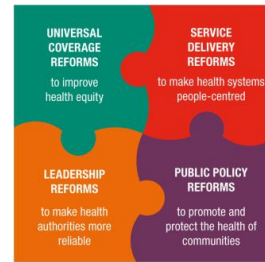 UNIVERSAL
COVERAGE
REFORMS
to improve
health equity
SERVICE
DELIVERY
REFORMS
to make health systems
people-centred
LEADERSHIP
REFORMS
to make health
authorities more
reliable
PUBLIC POLICY
REFORMS
to promote and
protect the health of
communities